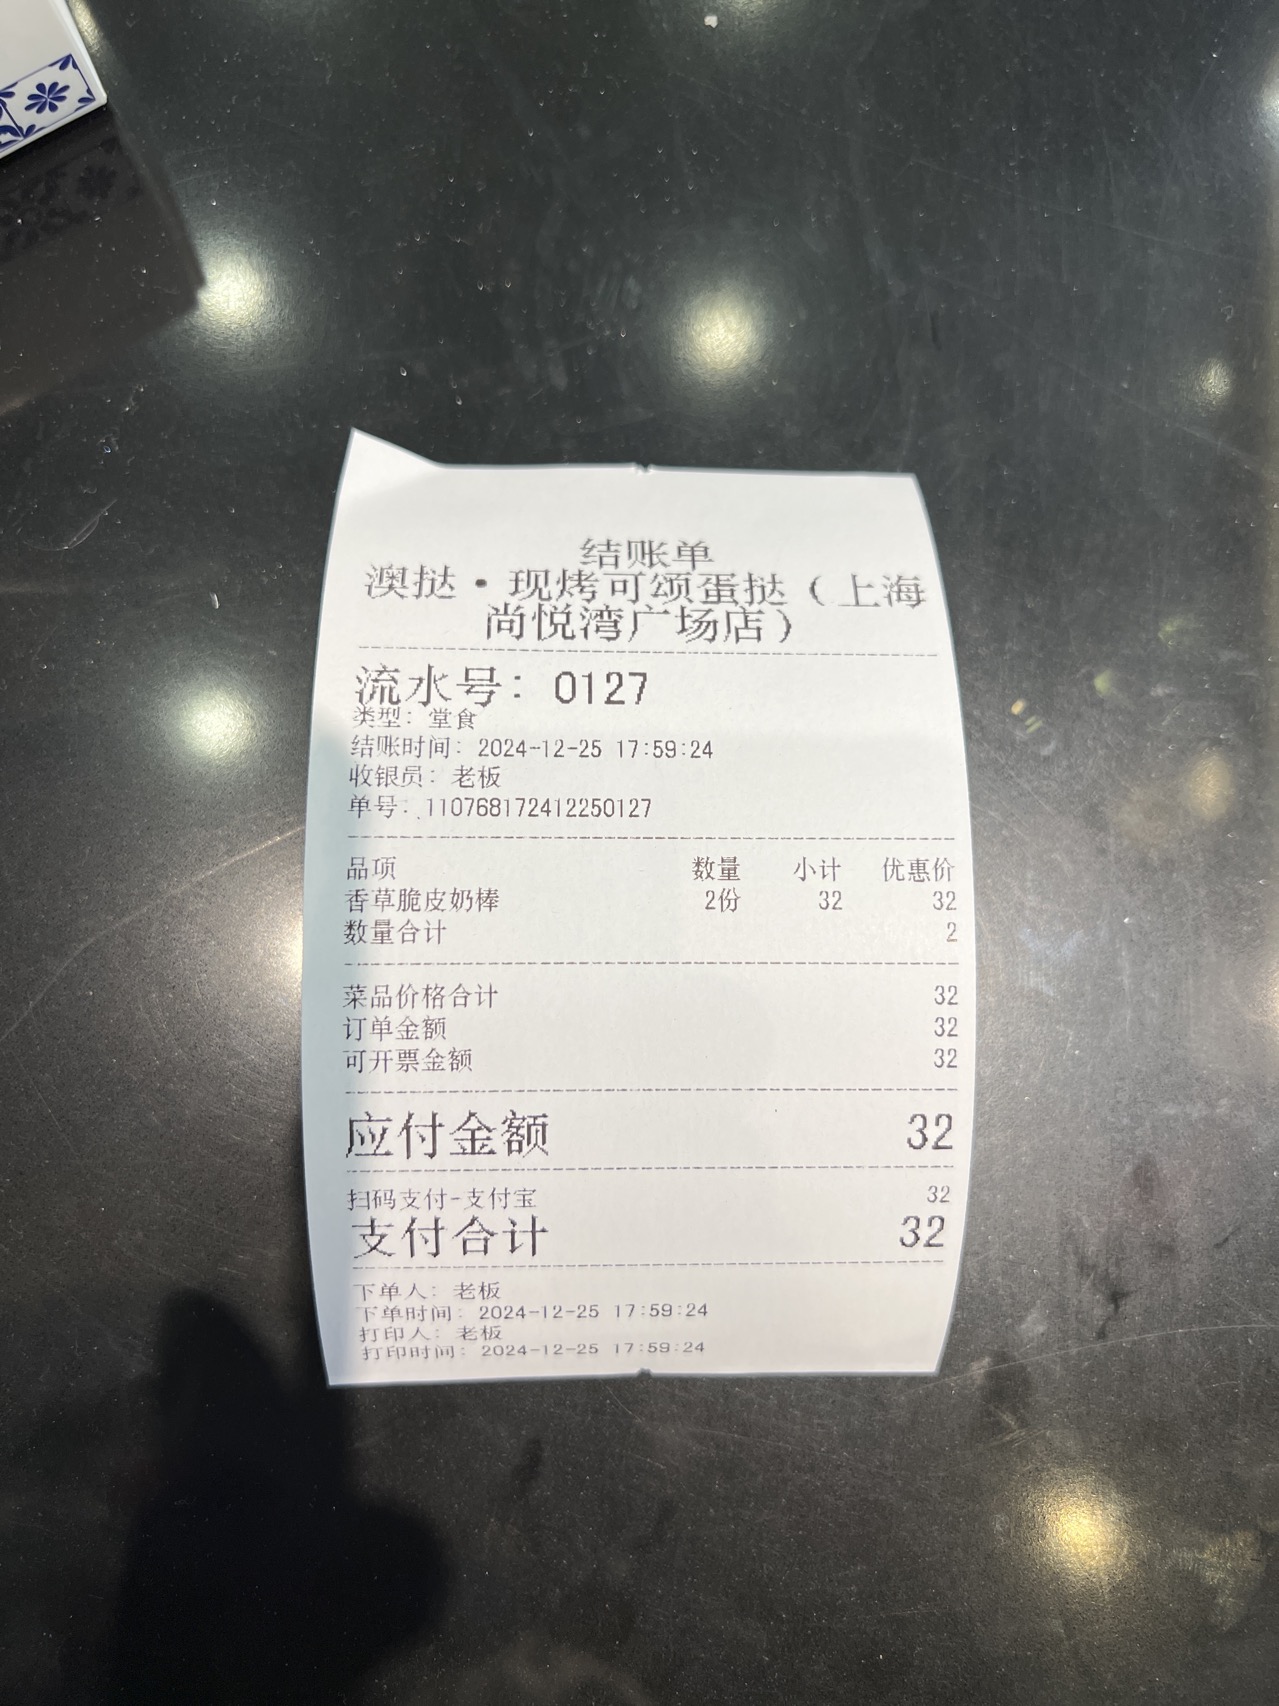 结账单
澳挞·现烤可颂蛋挞（上海
尚悦湾广场店）
流水号：0127
类型：堂食
结账时间：2024-12-25 17:59:24
收银员：老板
单号：110768172412250127
品项 数量 小计 优惠价
香草脆皮奶棒 2份 32 32
数量合计 2
菜品价格合计 32
订单金额 32
可开票金额 32
应付金额 32
扫码支付-支付宝 32
支付合计 32
下单人：老板
下单时间：2024-12-25 17:59:24
打印人：老板
打印时间：2024-12-25 17:59:24